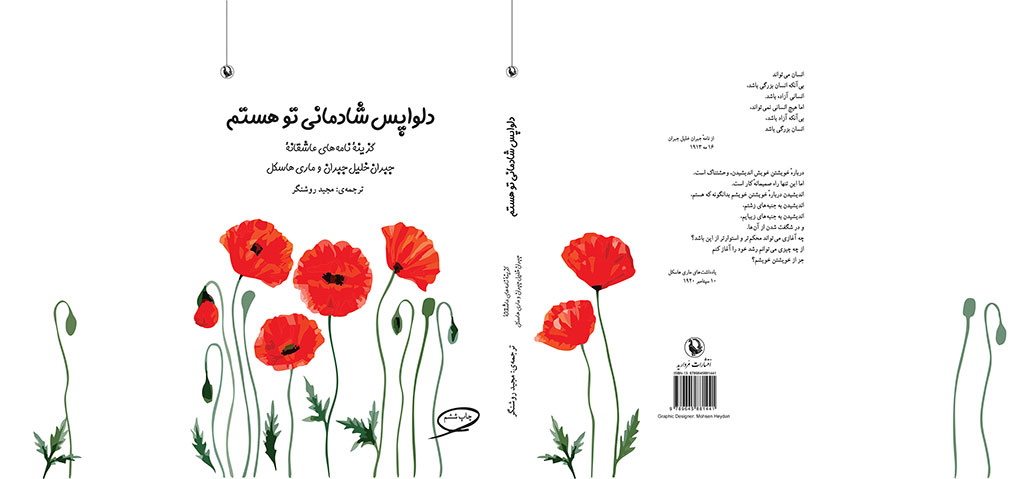 دلواپس شادمانی تو هستم
گزینهٔ نامه‌های عاشقانهٔ
جبران خلیل جبران و ماری هاسکل
ترجمه‌ی: مجید روشنگر
چاپ ششم
دلواپس شادمانی تو هستم
گزینهٔ نامه‌های عاشقانهٔ
جبران خلیل جبران و ماری هاسکل
ترجمه‌ی: مجید روشنگر
انسان می‌تواند
بی‌آنکه انسان بزرگی باشد،
انسانی آزاده باشد.
اما هیچ انسانی نمی‌تواند،
بی‌آنکه آزاد باشد،
انسان بزرگی باشد
از نامهٔ جبران خلیل جبران
۱۶ مه ۱۹۱۳
دربارهٔ خویشتن خویش اندیشیدن، وحشتناک است.
اما این تنها راه صمیمانهٔ کار است.
اندیشیدن دربارهٔ خویشتن خویشم بدانگونه که هستم،
اندیشیدن به جنبه‌های زشتم،
اندیشیدن به جنبه‌های زیبایم،
و در شگفت شدن از آن‌ها.
چه آغازی می‌تواند محکم‌تر و استوارتر از این باشد؟
از چه چیزی می‌توانم رشد خود را آغاز کنم
جز از خویشتن خویشم؟
یادداشت‌های ماری هاسکل
۱۰ سپتامبر ۱۹۲۰
انتشارات مروارید
Graphic Designer: Mohsen Heydon